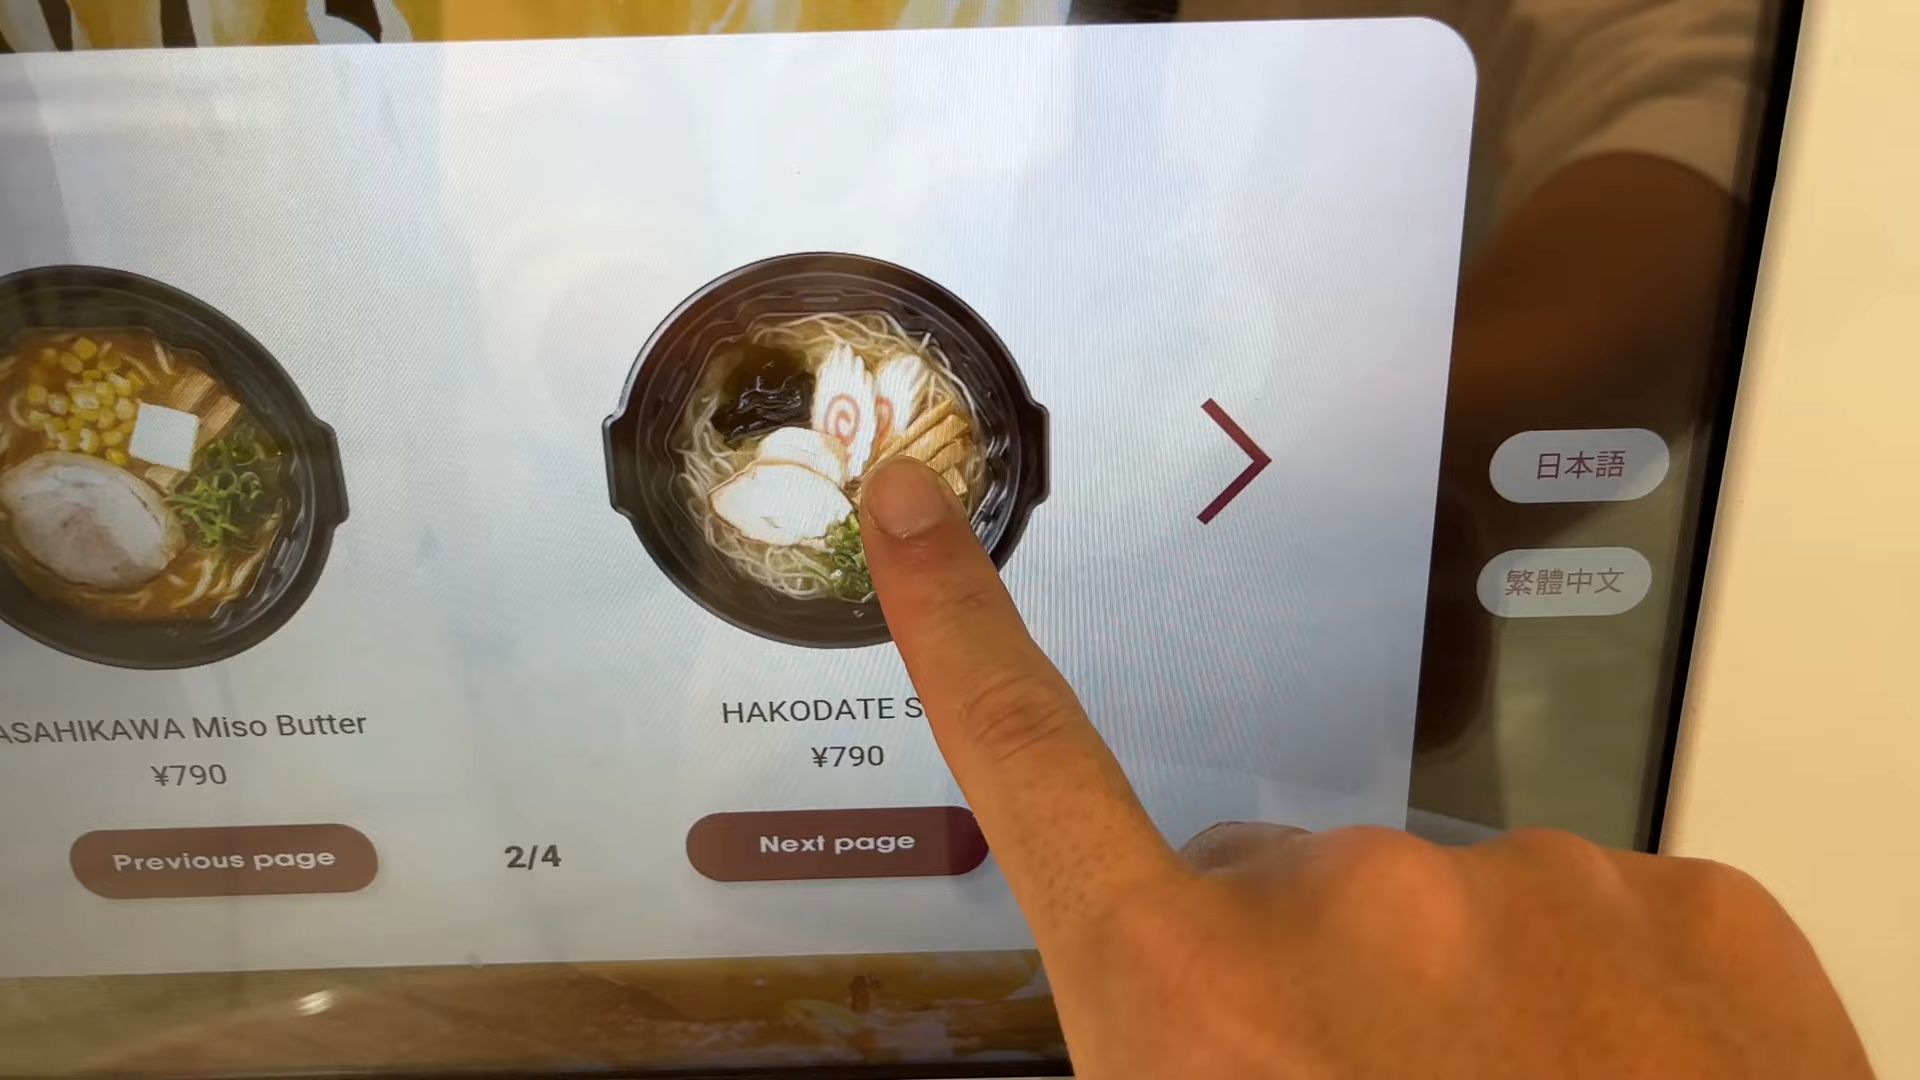 日本語
繁體中文
ASAHIKAWA Miso Butter
¥790
HAKODATE
¥790
Previous page
2/4
Next page